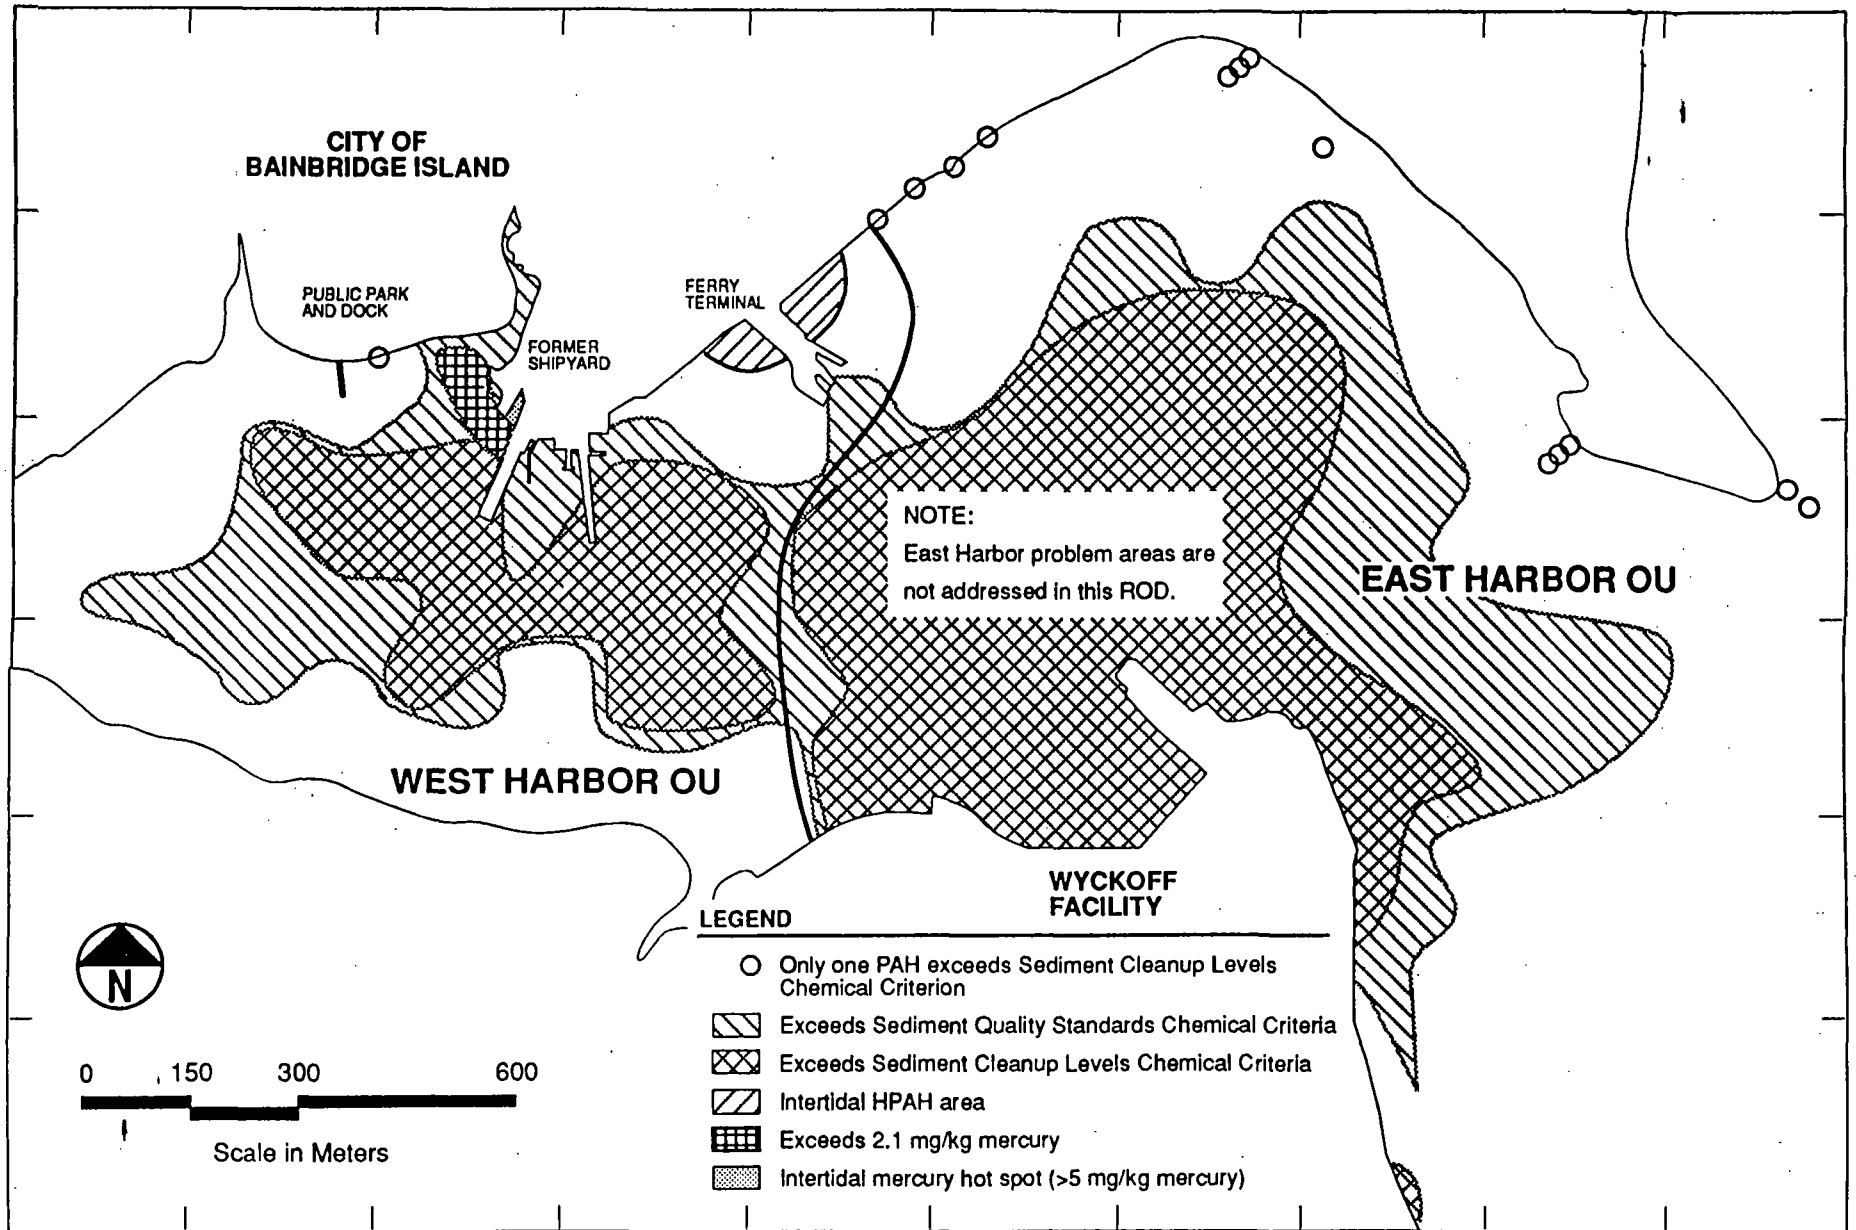 CITY OF
BAINBRIDGE ISLAND
PUBLIC PARK
AND DOCK
FERRY
TERMINAL
FORMER
SHIPYARD
NOTE:
East Harbor problem areas are
not addressed in this ROD.
EAST HARBOR OU
WEST HARBOR OU
WYCKOFF
FACILITY
N
0 150 300 600
Scale in Meters
LEGEND
Only one PAH exceeds Sediment Cleanup Levels
Chemical Criterion
Exceeds Sediment Quality Standards Chemical Criteria
Exceeds Sediment Cleanup Levels Chemical Criteria
Intertidal HPAH area
Exceeds 2.1 mg/kg mercury
Intertidal mercury hot spot (>5 mg/kg mercury)